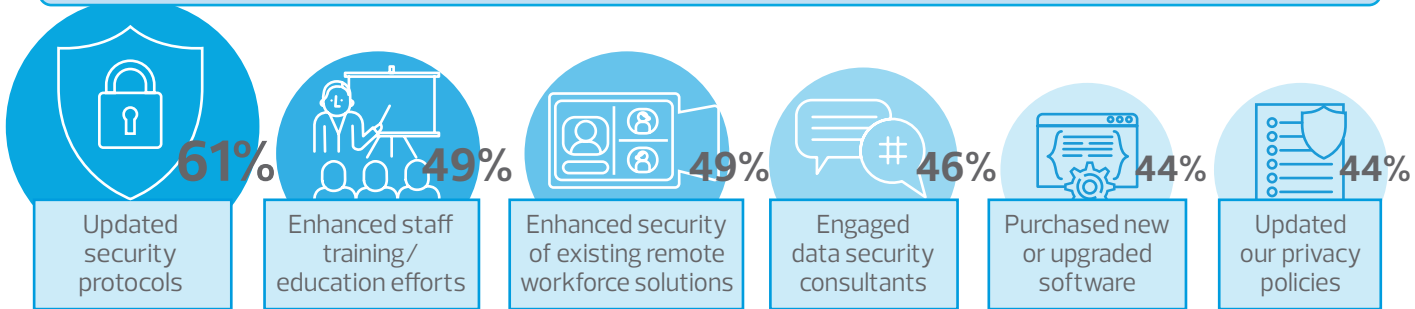 61%
Updated
security
protocols
49%
Enhanced staff
training/
education efforts
49%
Enhanced security
of existing remote
workforce solutions
#
46%
Engaged
data security
consultants
44%
Purchased new
or upgraded
software
44%
Updated
our privacy
policies